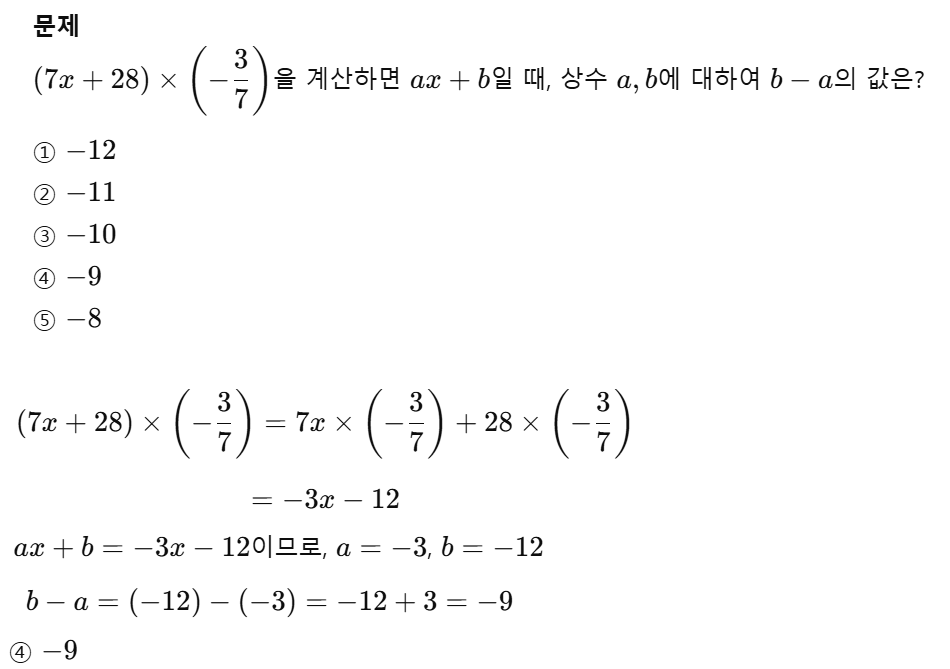 문제
(7x + 28) × (−3/7)을 계산하면 ax + b일 때, 상수 a, b에 대하여 b − a의 값은?
① −12
② −11
③ −10
④ −9
⑤ −8
(7x + 28) × (−3/7) = 7x × (−3/7) + 28 × (−3/7)
= −3x − 12
ax + b = −3x − 12이므로, a = −3, b = −12
b − a = (−12) − (−3) = −12 + 3 = −9
④ −9